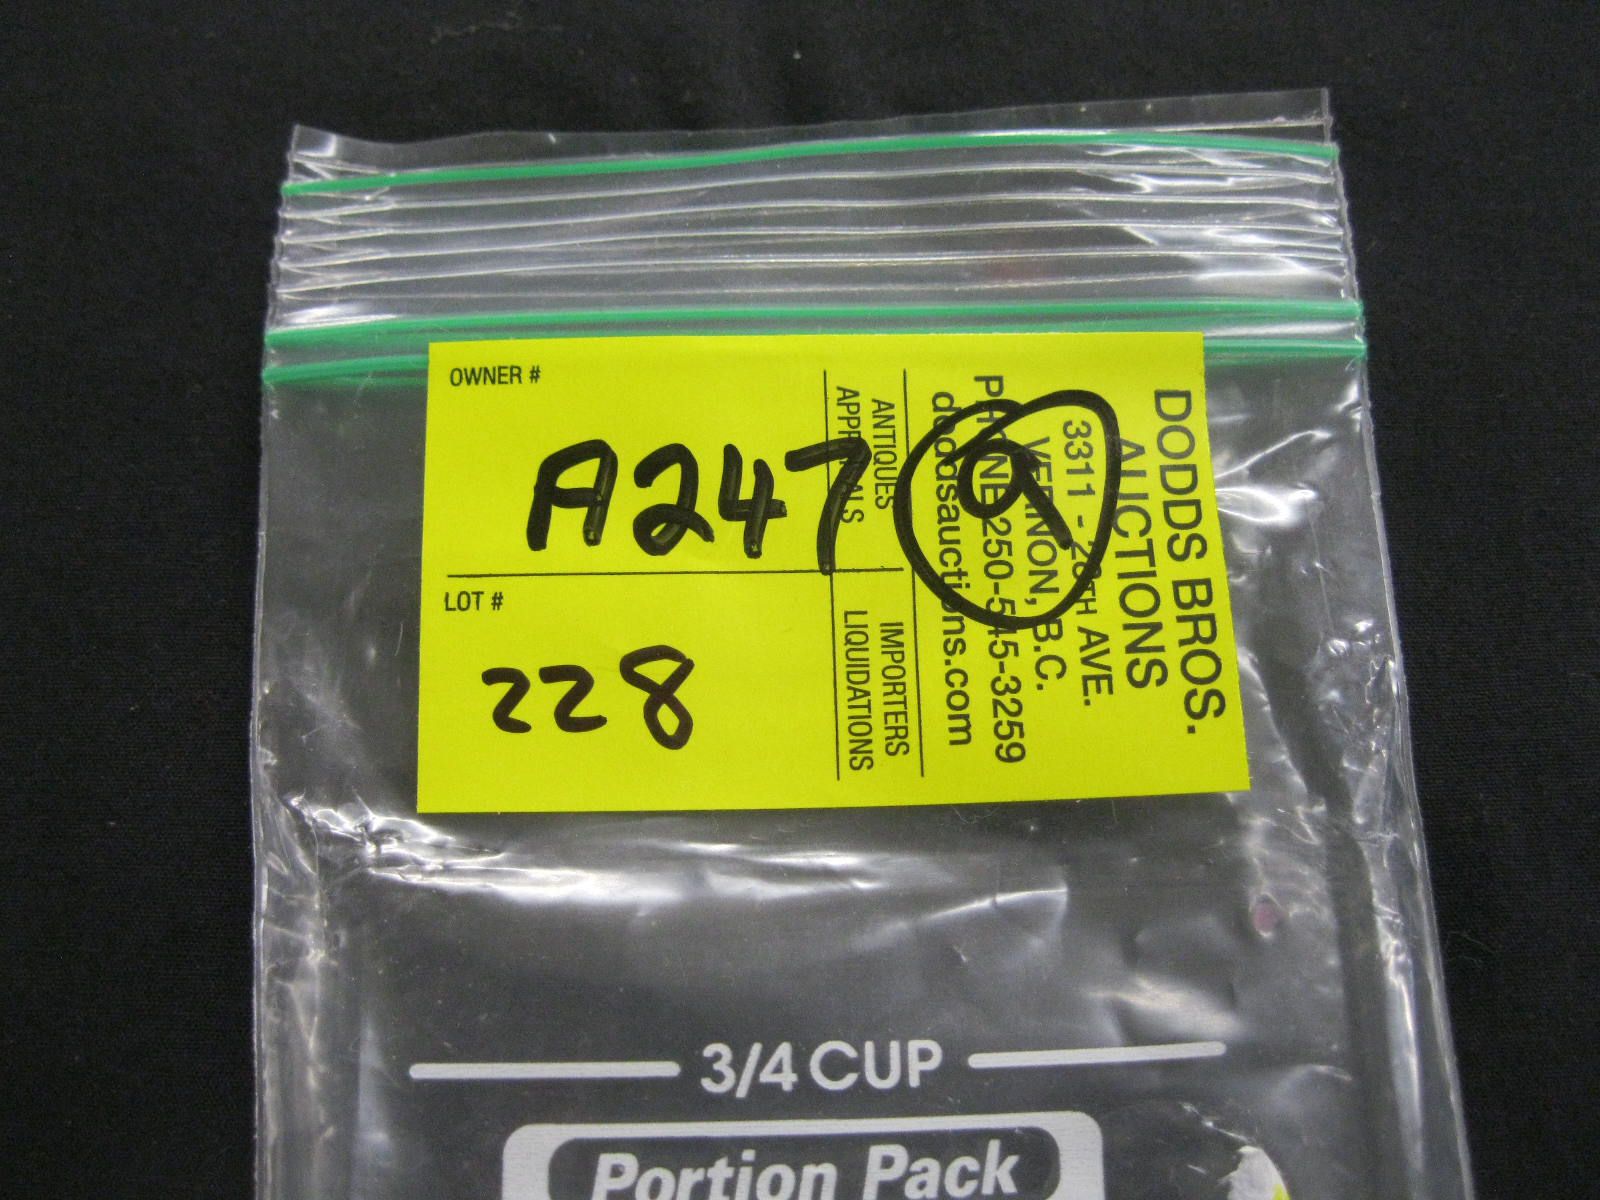 OWNER #
A247
LOT #
228
ANTIQUES
APPRAISALS
IMPORTERS
LIQUIDATIONS
DODDS BROS.
AUCTIONS
3311 - 28TH AVE.
VERNON, B.C.
PHONE 250-545-3259
doddsauctions.com
3/4 CUP
Portion Pack